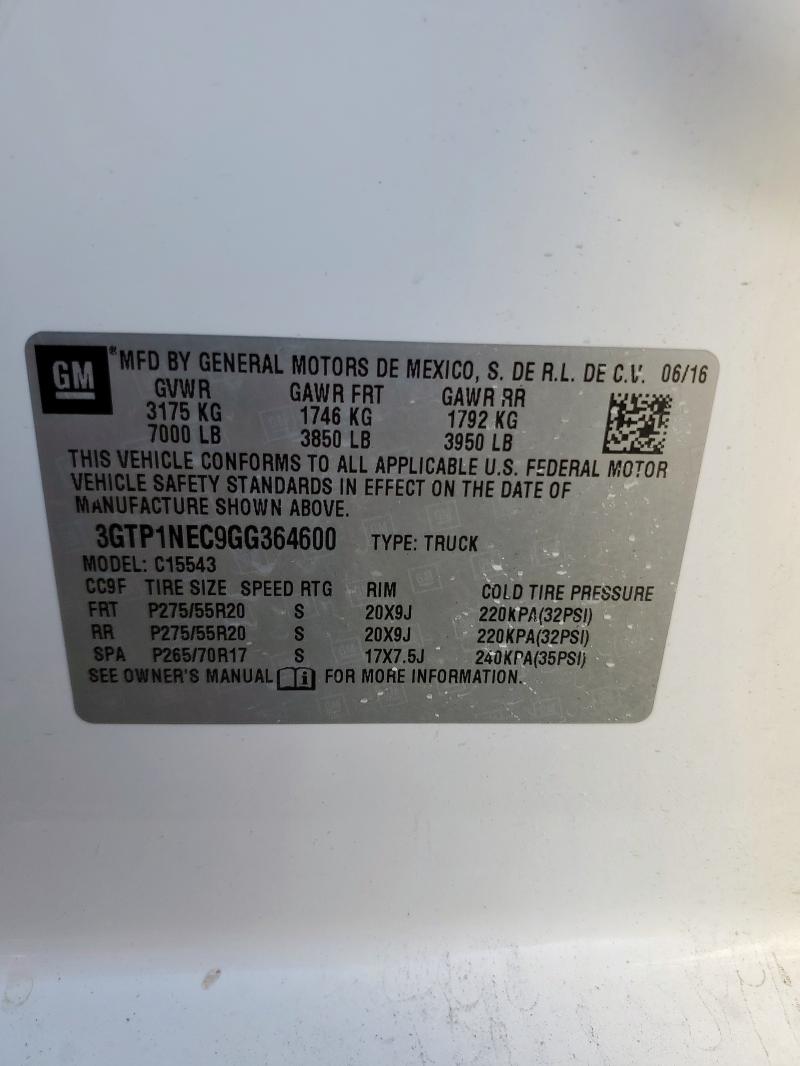 GM ® MFD BY GENERAL MOTORS DE MEXICO, S. DE R.L. DE C.V. 06/16
GVWR GAWR FRT GAWR RR
3175 KG 1746 KG 1792 KG
7000 LB 3850 LB 3950 LB
THIS VEHICLE CONFORMS TO ALL APPLICABLE U.S. FEDERAL MOTOR
VEHICLE SAFETY STANDARDS IN EFFECT ON THE DATE OF
MANUFACTURE SHOWN ABOVE.
3GTP1NEC9GG364600 TYPE: TRUCK
MODEL: C15543
CC9F TIRE SIZE SPEED RTG RIM COLD TIRE PRESSURE
FRT P275/55R20 S 20X9J 220KPA(32PSI)
RR P275/55R20 S 20X9J 220KPA(32PSI)
SPA P265/70R17 S 17X7.5J 240KPA(35PSI)
SEE OWNER'S MANUAL i FOR MORE INFORMATION.